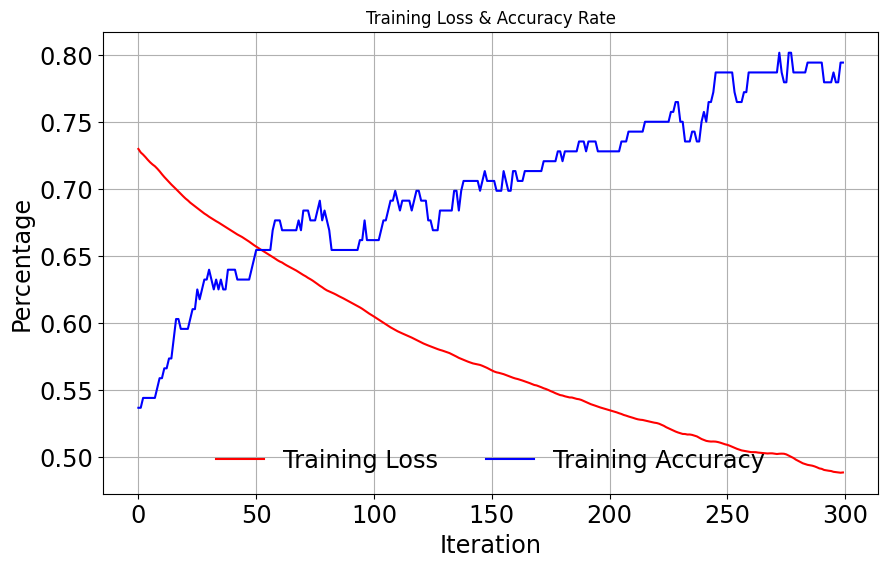 Training Loss & Accuracy Rate
Percentage
0.80
0.75
0.70
0.65
0.60
0.55
0.50
Training Loss Training Accuracy
0 50 100 150 200 250 300
Iteration